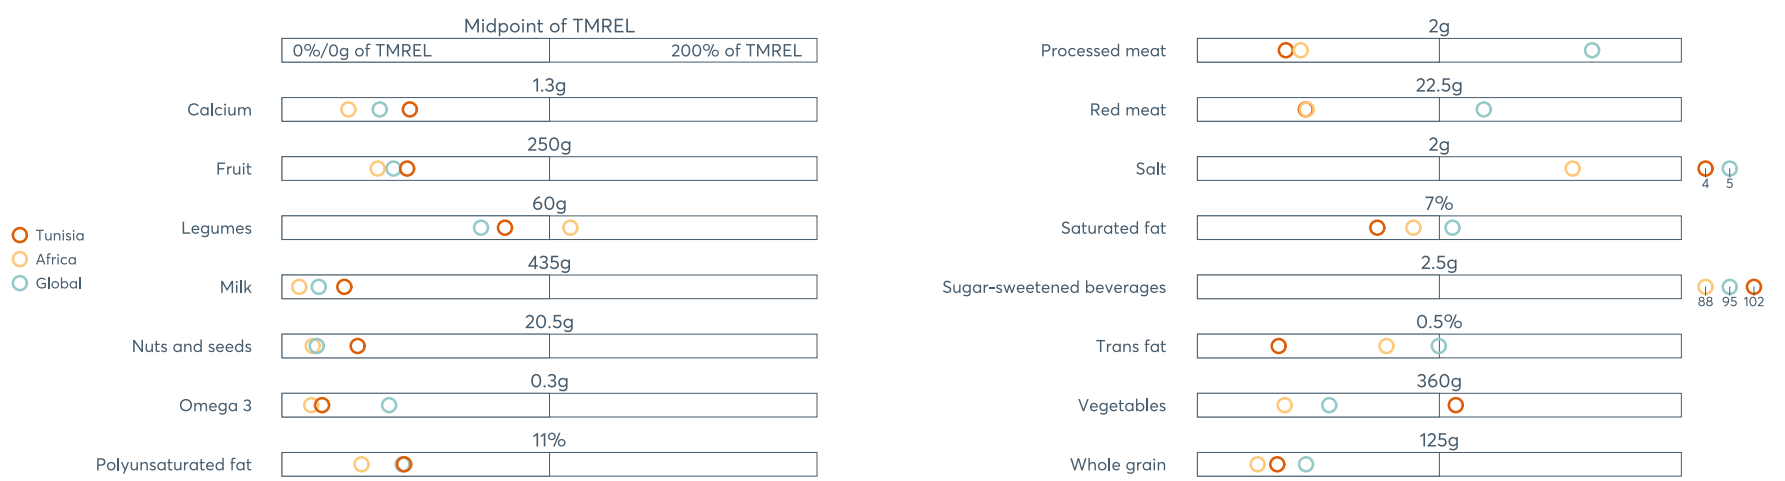 Midpoint of TMREL
0%/0g of TMREL 200% of TMREL
1.3g
Calcium
250g
Fruit
60g
Legumes
435g
Milk
20.5g
Nuts and seeds
0.3g
Omega 3
11%
Polyunsaturated fat
Tunisia
Africa
Global
2g
Processed meat
22.5g
Red meat
2g
Salt
4 5
7%
Saturated fat
2.5g
Sugar-sweetened beverages
88 95 102
0.5%
Trans fat
360g
Vegetables
125g
Whole grain